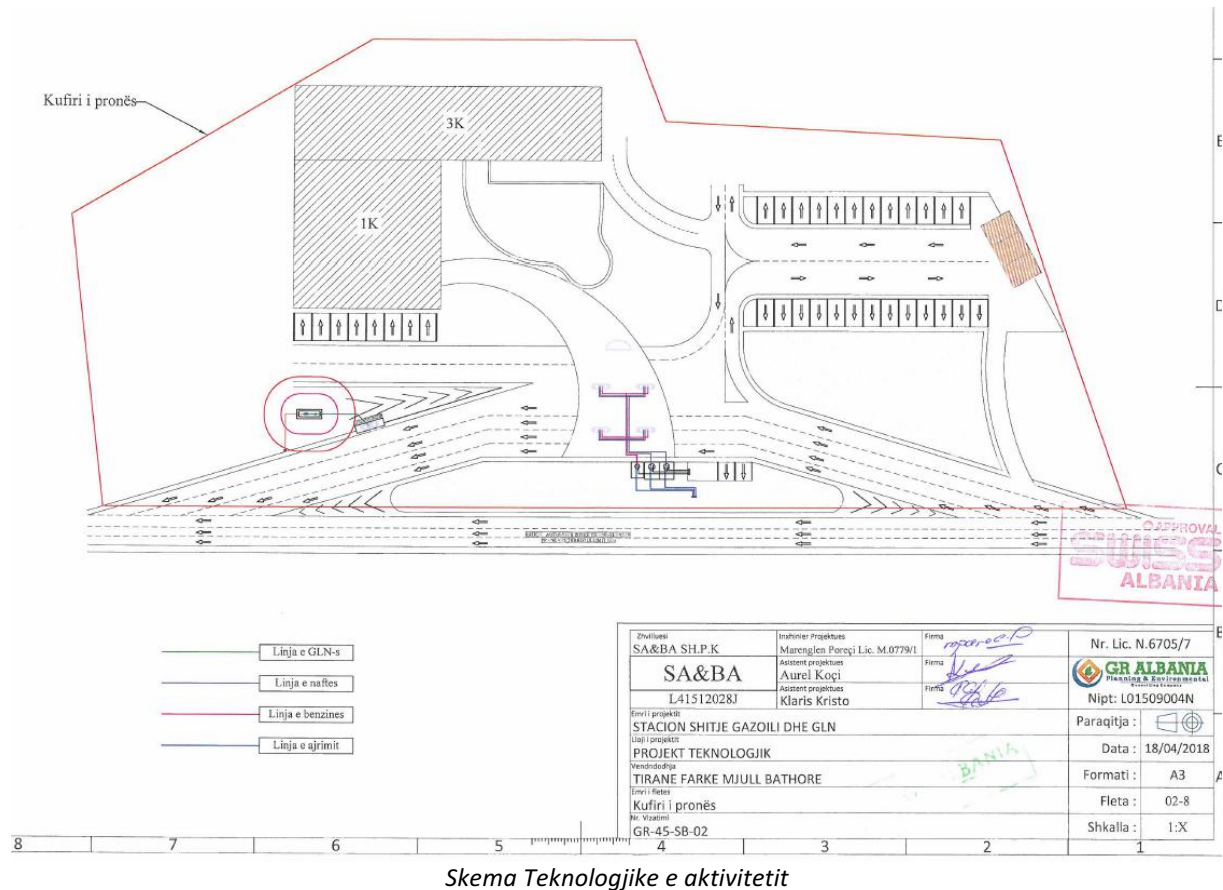 Kufiri i pronës
3K
1K
E
D
C
B
A
APPROVAL
SWISS
ALBANIA
Linja e GLN-s
Linja e naftes
Linja e benzines
Linja e ajrimit
Zhvilluesi
SA&BA SH.P.K
SA&BA
L41512028J
Inxhinier Projektues
Marenglen Poreçi Lic. M.0779/1
Firma
Asistent projektues
Aurel Koçi
Firma
Asistent projektues
Klaris Kristo
Firma
Nr. Lic. N.6705/7
GR ALBANIA
Planning & Environmental
Nipt: L01509004N
Emri i projektit
STACION SHITJE GAZOILI DHE GLN
Lloji i projektit
PROJEKT TEKNOLOGJIK
Vendndodhja
TIRANE FARKE MJULL BATHORE
Emri i fletes
Kufiri i pronës
Nr. Vizatimi
GR-45-SB-02
Paraqitja :
Data : 18/04/2018
Formati : A3
Fleta : 02-8
Shkalla : 1:X
BANIA
8 7 6 5 4 3 2 1
Skema Teknologjike e aktivitetit